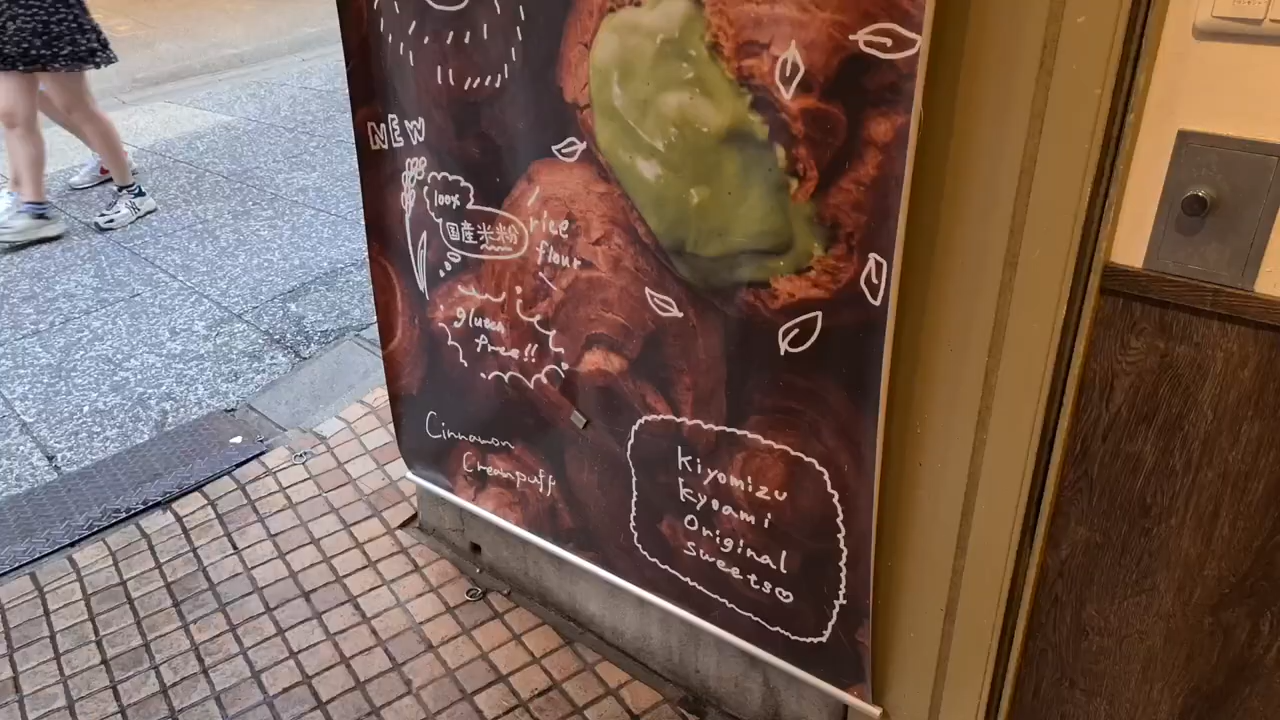 NEW
100%
国産米粉
rice
flour
gluten
free!!
Cinnamon
Creampuff
Kiyomizu
kyoami
Original
sweets♡